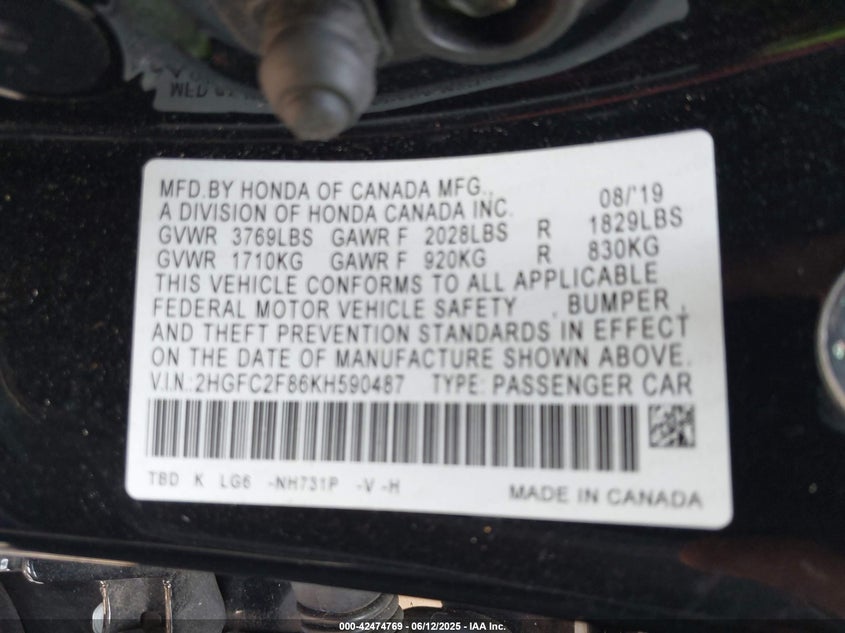 MFD.BY HONDA OF CANADA MFG., 08/'19
A DIVISION OF HONDA CANADA INC.
GVWR 3769LBS GAWR F 2028LBS R 1829LBS
GVWR 1710KG GAWR F 920KG R 830KG
THIS VEHICLE CONFORMS TO ALL APPLICABLE
FEDERAL MOTOR VEHICLE SAFETY , BUMPER ,
AND THEFT PREVENTION STANDARDS IN EFFECT
ON THE DATE OF MANUFACTURE SHOWN ABOVE.
V.I.N.:2HGFC2F86KH590487 TYPE: PASSENGER CAR
TBD K LG6 -NH731P -V -H
MADE IN CANADA
000-42474769 - 06/12/2025 - IAA Inc.